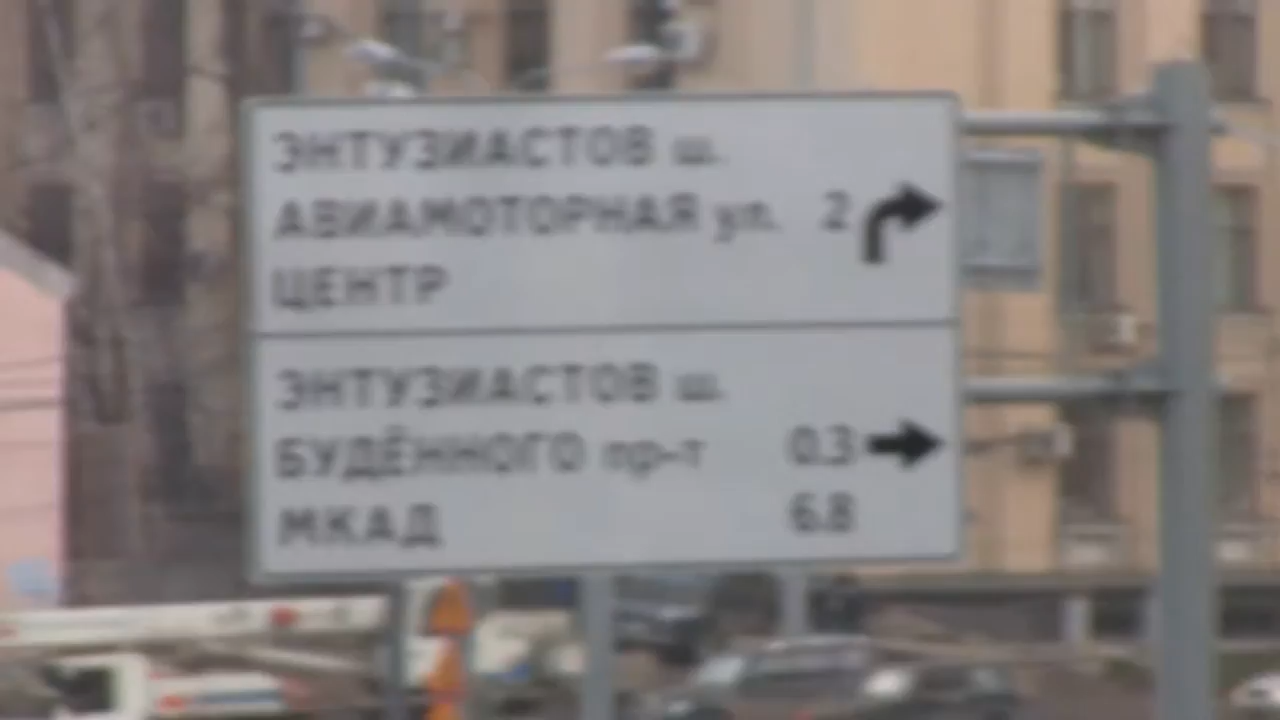 ЭНТУЗИАСТОВ ш.
АВИАМОТОРНАЯ ул. 2
ЦЕНТР
ЭНТУЗИАСТОВ ш.
БУДЁННОГО пр-т 0.3
МКАД 6.8